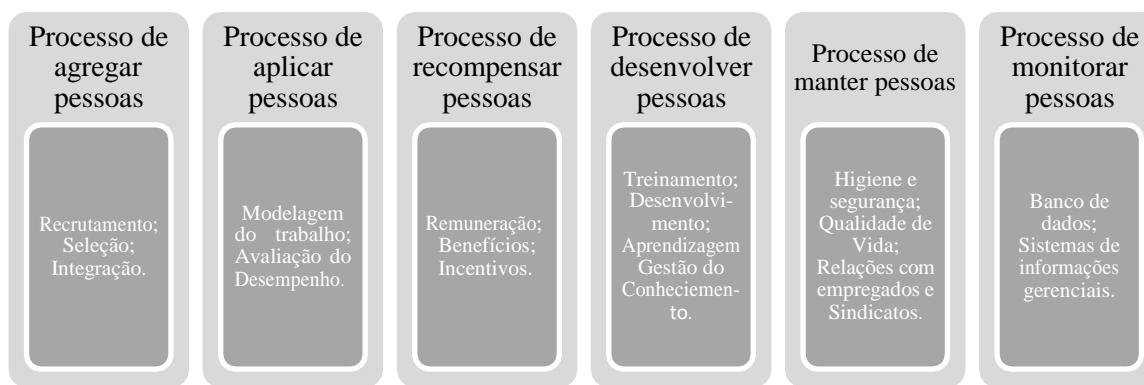 Processo de
agregar
pessoas
Recrutamento;
Seleção;
Integração.
Processo de
aplicar
pessoas
Modelagem
do trabalho;
Avaliação do
Desempenho.
Processo de
recompensar
pessoas
Remuneração;
Benefícios;
Incentivos.
Processo de
desenvolver
pessoas
Treinamento;
Desenvolvi-
mento;
Aprendizagem
Gestão do
Conheciemen-
to.
Processo de
manter pessoas
Higiene e
segurança;
Qualidade de
Vida;
Relações com
empregados e
Sindicatos.
Processo de
monitorar
pessoas
Banco de
dados;
Sistemas de
informações
gerenciais.